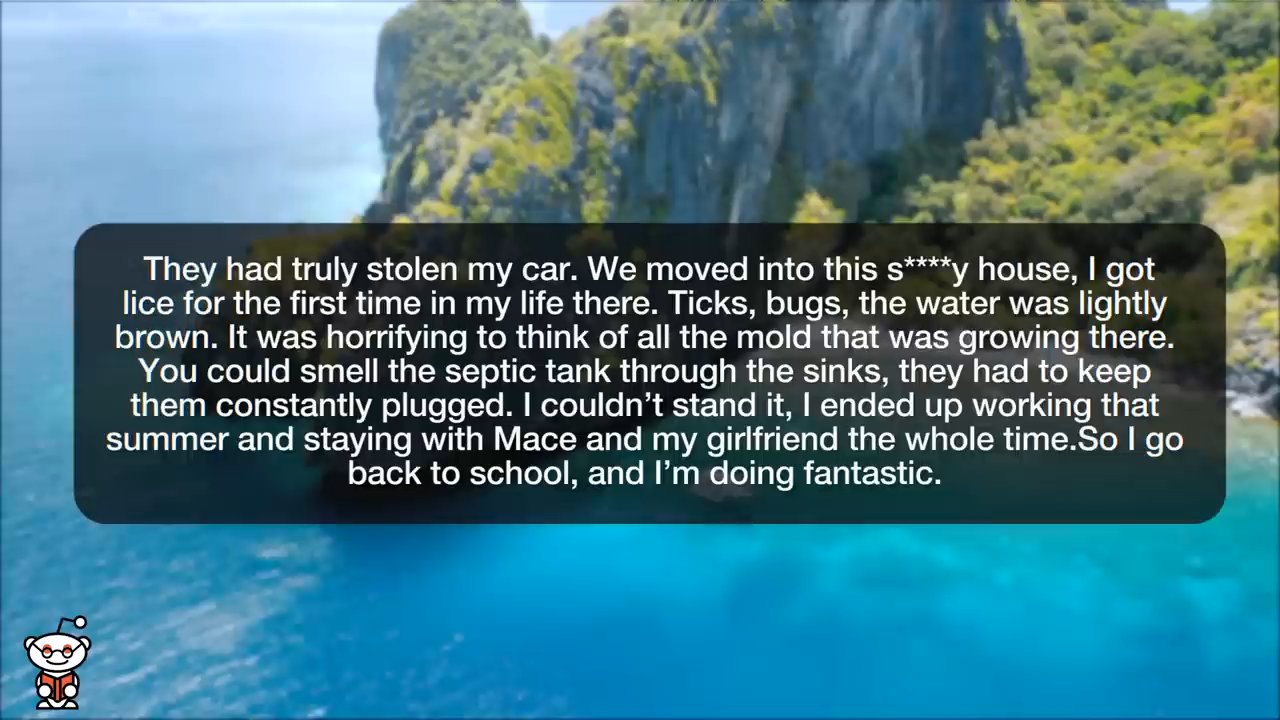 They had truly stolen my car. We moved into this s****y house, I got
lice for the first time in my life there. Ticks, bugs, the water was lightly
brown. It was horrifying to think of all the mold that was growing there.
You could smell the septic tank through the sinks, they had to keep
them constantly plugged. I couldn’t stand it, I ended up working that
summer and staying with Mace and my girlfriend the whole time.So I go
back to school, and I’m doing fantastic.